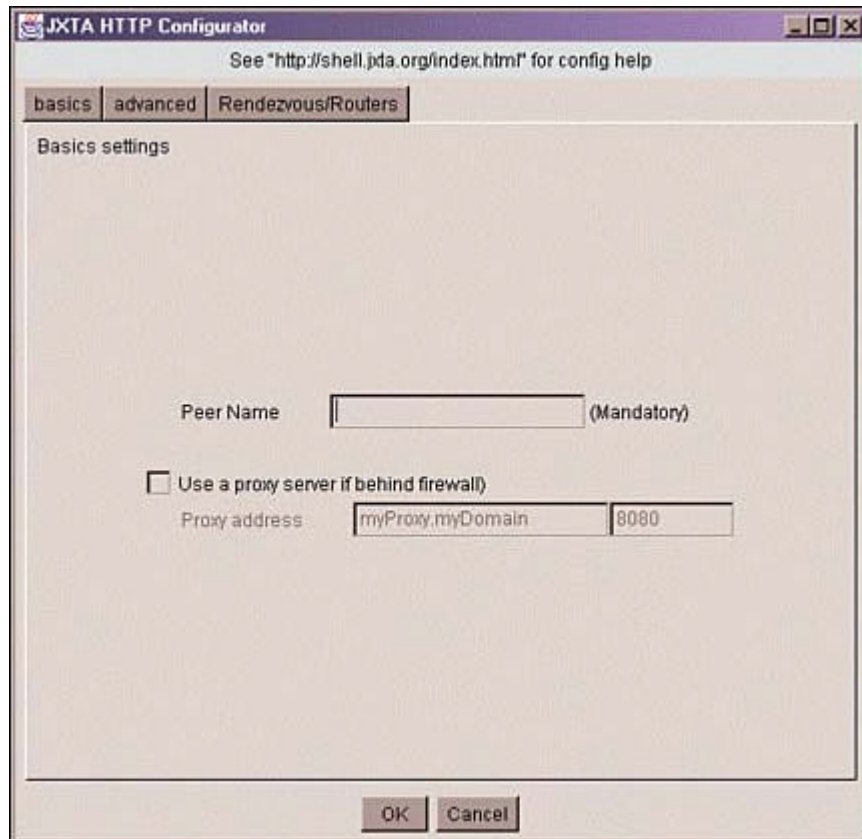 JXTA HTTP Configurator
See "http://shell.jxta.org/index.html" for config help
basics advanced Rendezvous/Routers
Basics settings
Peer Name (Mandatory)
Use a proxy server if behind firewall)
Proxy address myProxy.myDomain 8080
OK Cancel